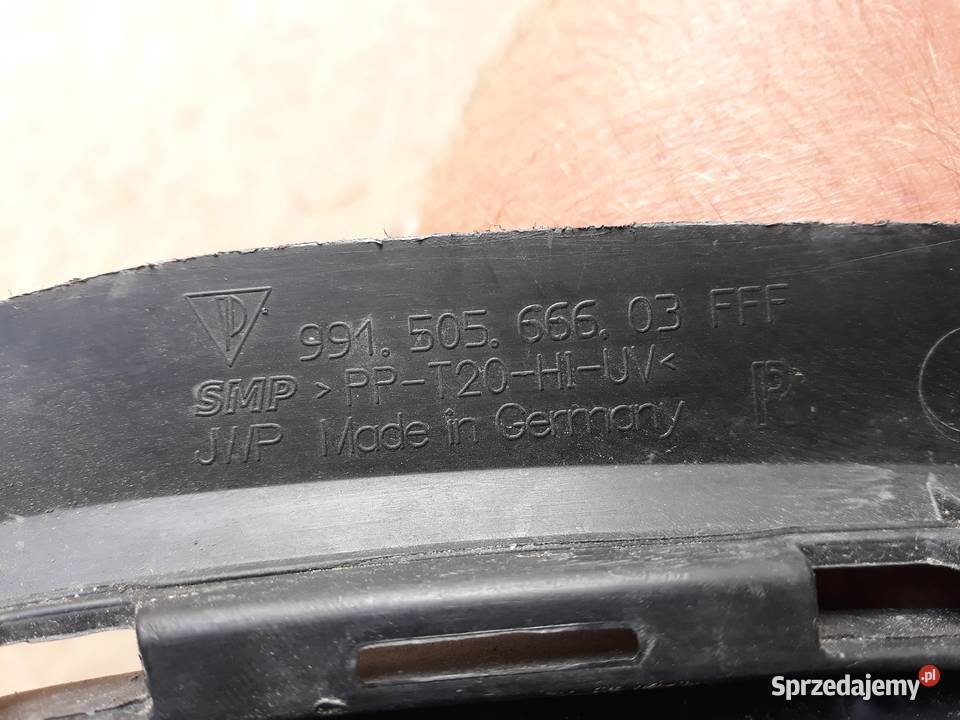 991.505.666.03 FFF
SMP >PP-T20-HI-UV<
JWP Made in Germany
P
Sprzedajemy.pl